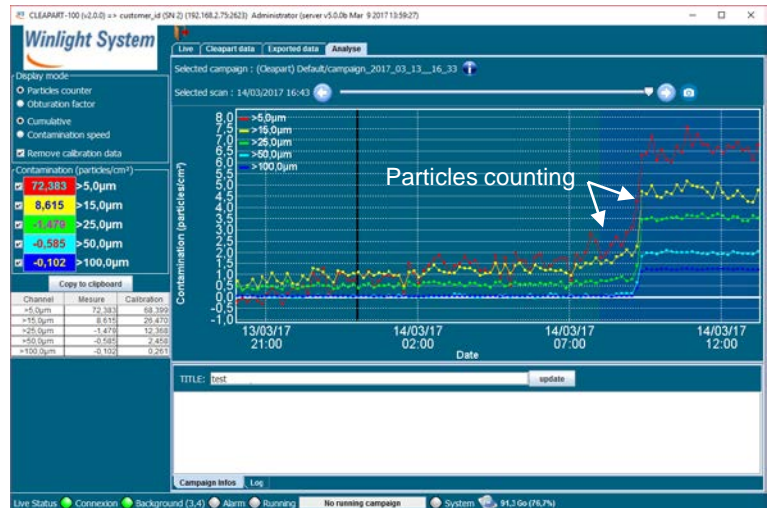 CLEAPART-100 (v2.0.0) => customer_id (SN 2) (192.168.2.75:2623) Administrator (server v5.0.0b Mar 9 2017 13:59:27)
Winlight System
Display mode
Particles counter
Obturation factor
Cumulative
Contamination speed
Remove calibration data
Contamination (particles/cm²)
72,383 >5,0µm
8,615 >15,0µm
-1,479 >25,0µm
-0,585 >50,0µm
-0,102 >100,0µm
Copy to clipboard
Channel Mesure Calibration
>5,0µm 72,383 68,399
>15,0µm 8,615 26,470
>25,0µm -1,479 12,368
>50,0µm -0,585 2,458
>100,0µm -0,102 0,261
Live Cleapart data Exported data Analyse
Selected campaign : (Cleapart) Default/campaign_2017_03_13__16_33
Selected scan : 14/03/2017 16:43
Contamination (particles/cm²)
8,0
7,5
7,0
6,5
6,0
5,5
5,0
4,5
4,0
3,5
3,0
2,5
2,0
1,5
1,0
0,5
0,0
-0,5
-1,0
>5,0µm
>15,0µm
>25,0µm
>50,0µm
>100,0µm
Particles counting
13/03/17 14/03/17 14/03/17 14/03/17
21:00 02:00 07:00 12:00
Date
TITLE: test update
Campaign Infos Log
Live Status Connexion Background (3,4) Alarm Running No running campaign System 91,3 Go (76,7%)